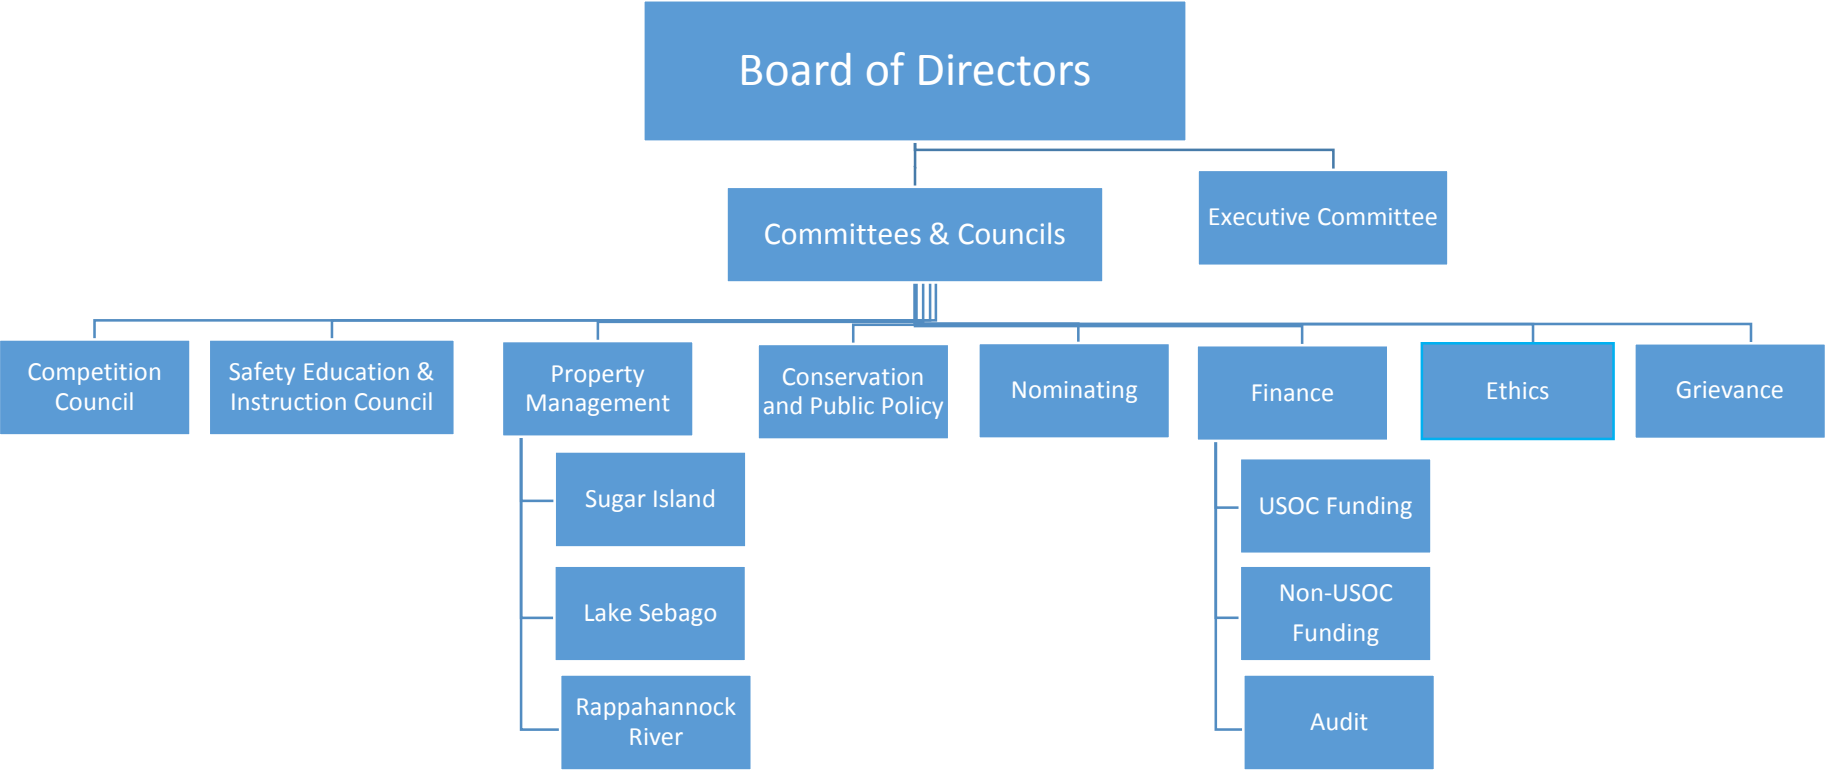 Board of Directors
Executive Committee
Committees & Councils
Competition
Council
Safety Education &
Instruction Council
Property
Management
Conservation
and Public Policy
Nominating
Finance
Ethics
Grievance
Sugar Island
Lake Sebago
Rappahannock
River
USOC Funding
Non-USOC
Funding
Audit